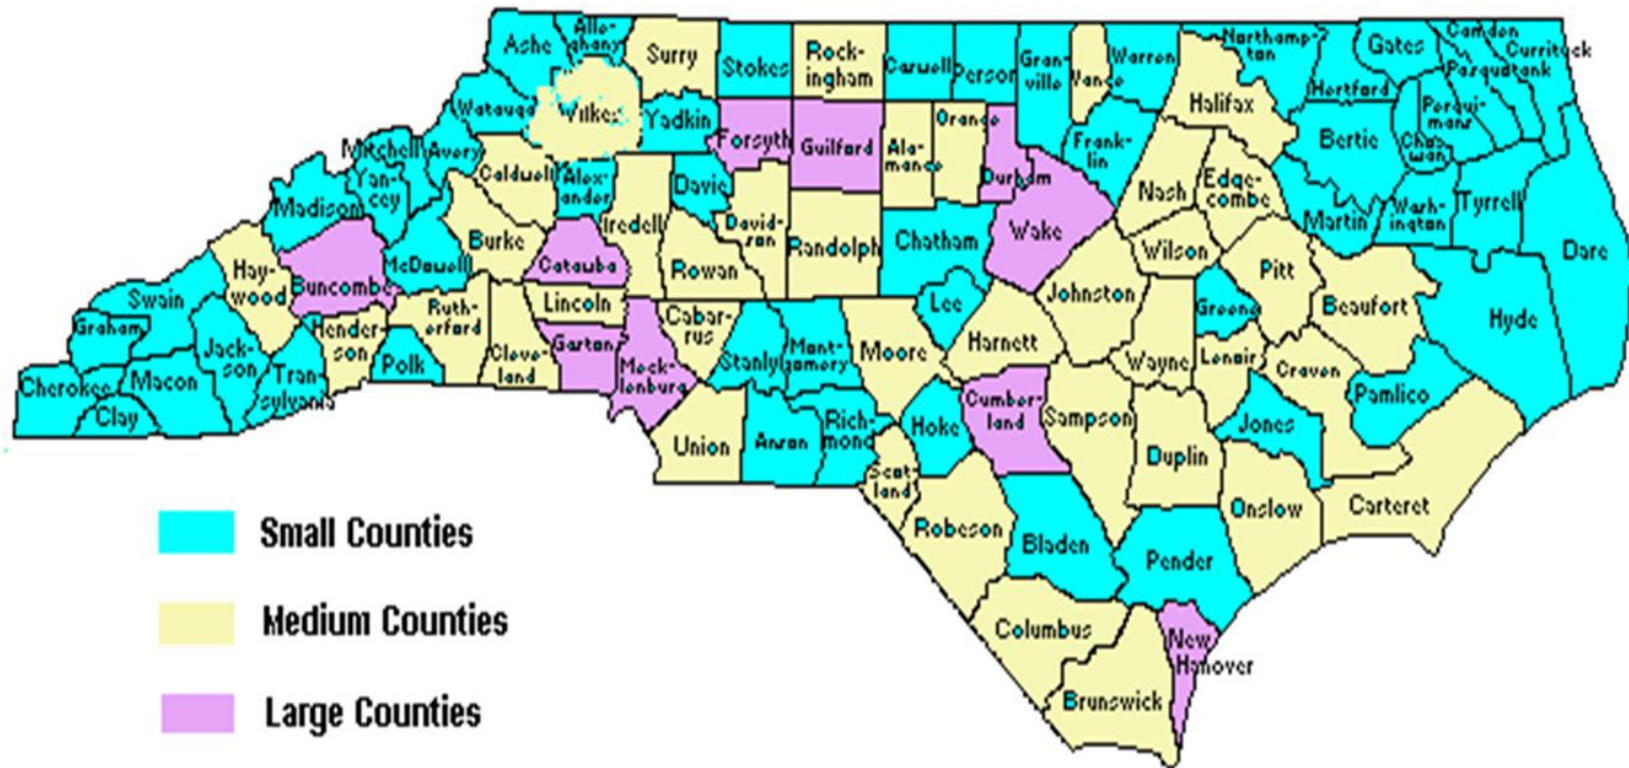 Ashe
Alle-
ghany
Surry
Stokes
Rock-
ingham
Caswell
Person
Gran-
ville
Vance
Warren
Northamp-
ton
Gates
Camden
Currituck
Pasquotank
Hertford
Perqui-
mans
Halifax
Watauga
Wilkes
Yadkin
Forsyth
Guilford
Ala-
mance
Orange
Durham
Frank-
lin
Bertie
Cho-
wan
Mitchell
Avery
Yan-
cey
Caldwell
Alex-
ander
Davie
Iredell
David-
son
Randolph
Chatham
Wake
Nash
Edge-
combe
Martin
Wash-
ington
Tyrrell
Dare
Madison
Burke
McDowell
Catawba
Rowan
Wilson
Pitt
Hay-
wood
Buncombe
Swain
Graham
Jack-
son
Hender-
son
Ruth-
erford
Lincoln
Cabar-
rus
Lee
Johnston
Greene
Beaufort
Hyde
Cherokee
Macon
Clay
Tran-
sylvania
Polk
Cleve-
land
Gaston
Meck-
lenburg
Stanly
Mont-
gomery
Moore
Harnett
Wayne
Lenoir
Craven
Pamlico
Union
Anson
Rich-
mond
Hoke
Cumber-
land
Sampson
Duplin
Jones
Scot-
land
Robeson
Bladen
Pender
Onslow
Carteret
Columbus
Brunswick
New
Hanover
Small Counties
Medium Counties
Large Counties